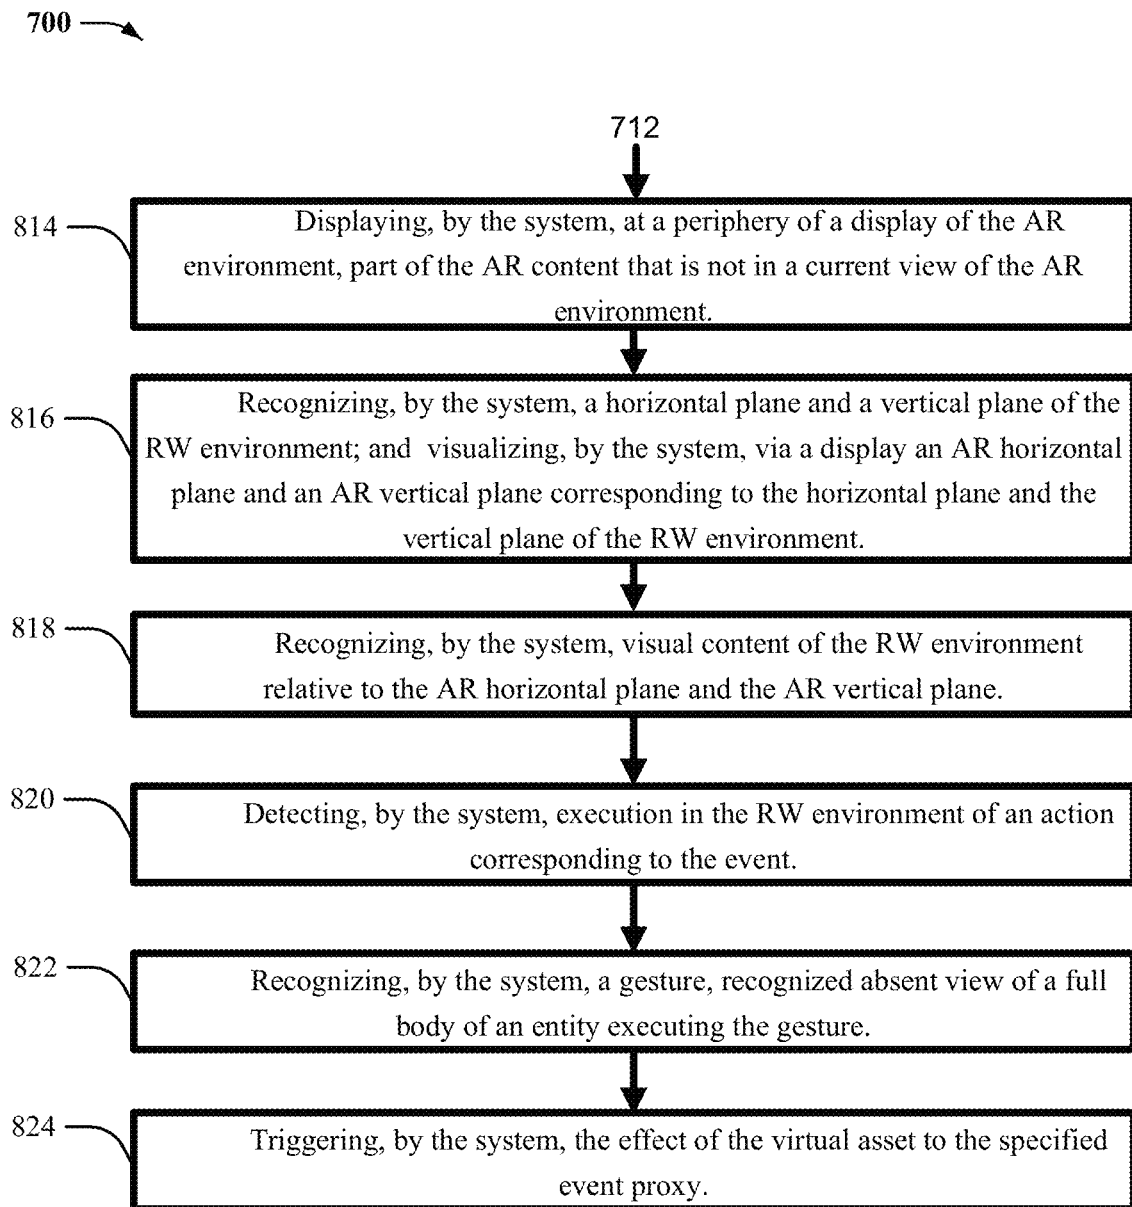 700
712
814
Displaying, by the system, at a periphery of a display of the AR
environment, part of the AR content that is not in a current view of the AR
environment.
816
Recognizing, by the system, a horizontal plane and a vertical plane of the
RW environment; and visualizing, by the system, via a display an AR horizontal
plane and an AR vertical plane corresponding to the horizontal plane and the
vertical plane of the RW environment.
818
Recognizing, by the system, visual content of the RW environment
relative to the AR horizontal plane and the AR vertical plane.
820
Detecting, by the system, execution in the RW environment of an action
corresponding to the event.
822
Recognizing, by the system, a gesture, recognized absent view of a full
body of an entity executing the gesture.
824
Triggering, by the system, the effect of the virtual asset to the specified
event proxy.